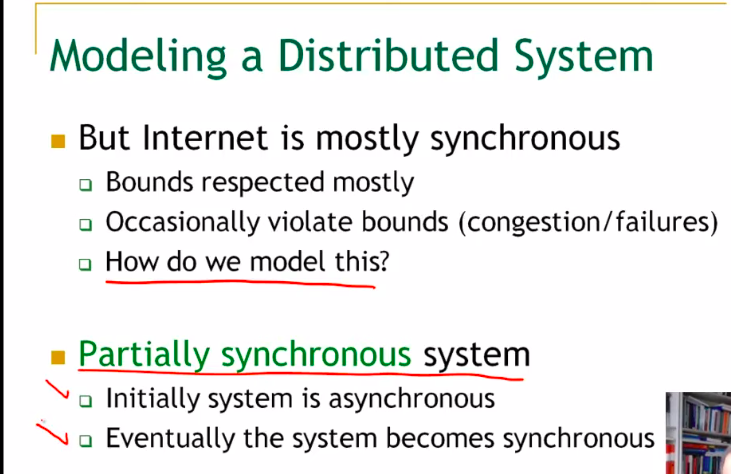 Modeling a Distributed System
But Internet is mostly synchronous
Bounds respected mostly
Occasionally violate bounds (congestion/failures)
How do we model this?
Partially synchronous system
Initially system is asynchronous
Eventually the system becomes synchronous